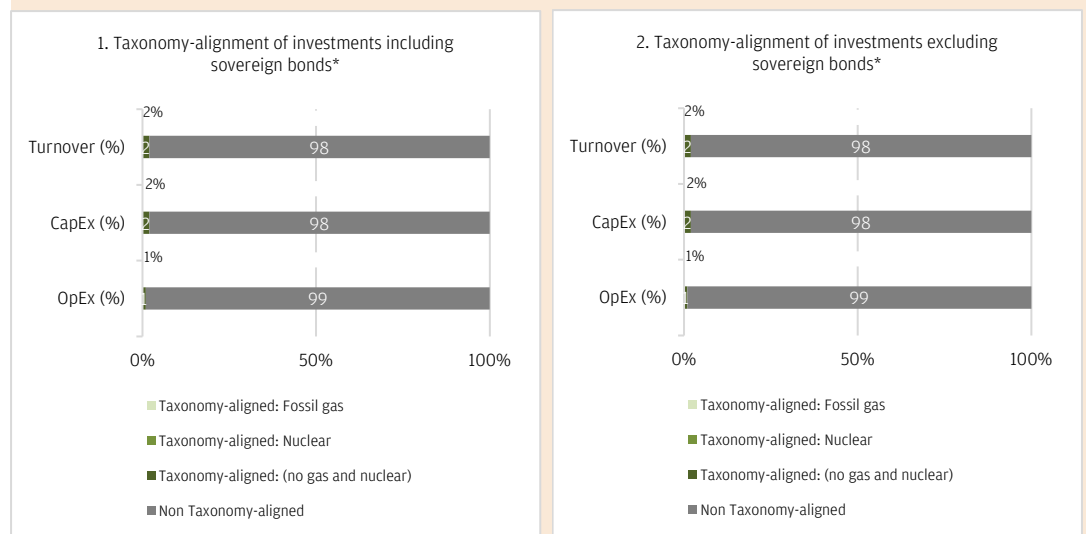 1. Taxonomy-alignment of investments including
sovereign bonds*
2%
Turnover (%)
2
98
2%
CapEx (%)
2
98
1%
OpEx (%)
1
99
0%
50%
100%
Taxonomy-aligned: Fossil gas
Taxonomy-aligned: Nuclear
Taxonomy-aligned: (no gas and nuclear)
Non Taxonomy-aligned
2. Taxonomy-alignment of investments excluding
sovereign bonds*
2%
Turnover (%)
2
98
2%
CapEx (%)
2
98
1%
OpEx (%)
1
99
0%
50%
100%
Taxonomy-aligned: Fossil gas
Taxonomy-aligned: Nuclear
Taxonomy-aligned: (no gas and nuclear)
Non Taxonomy-aligned